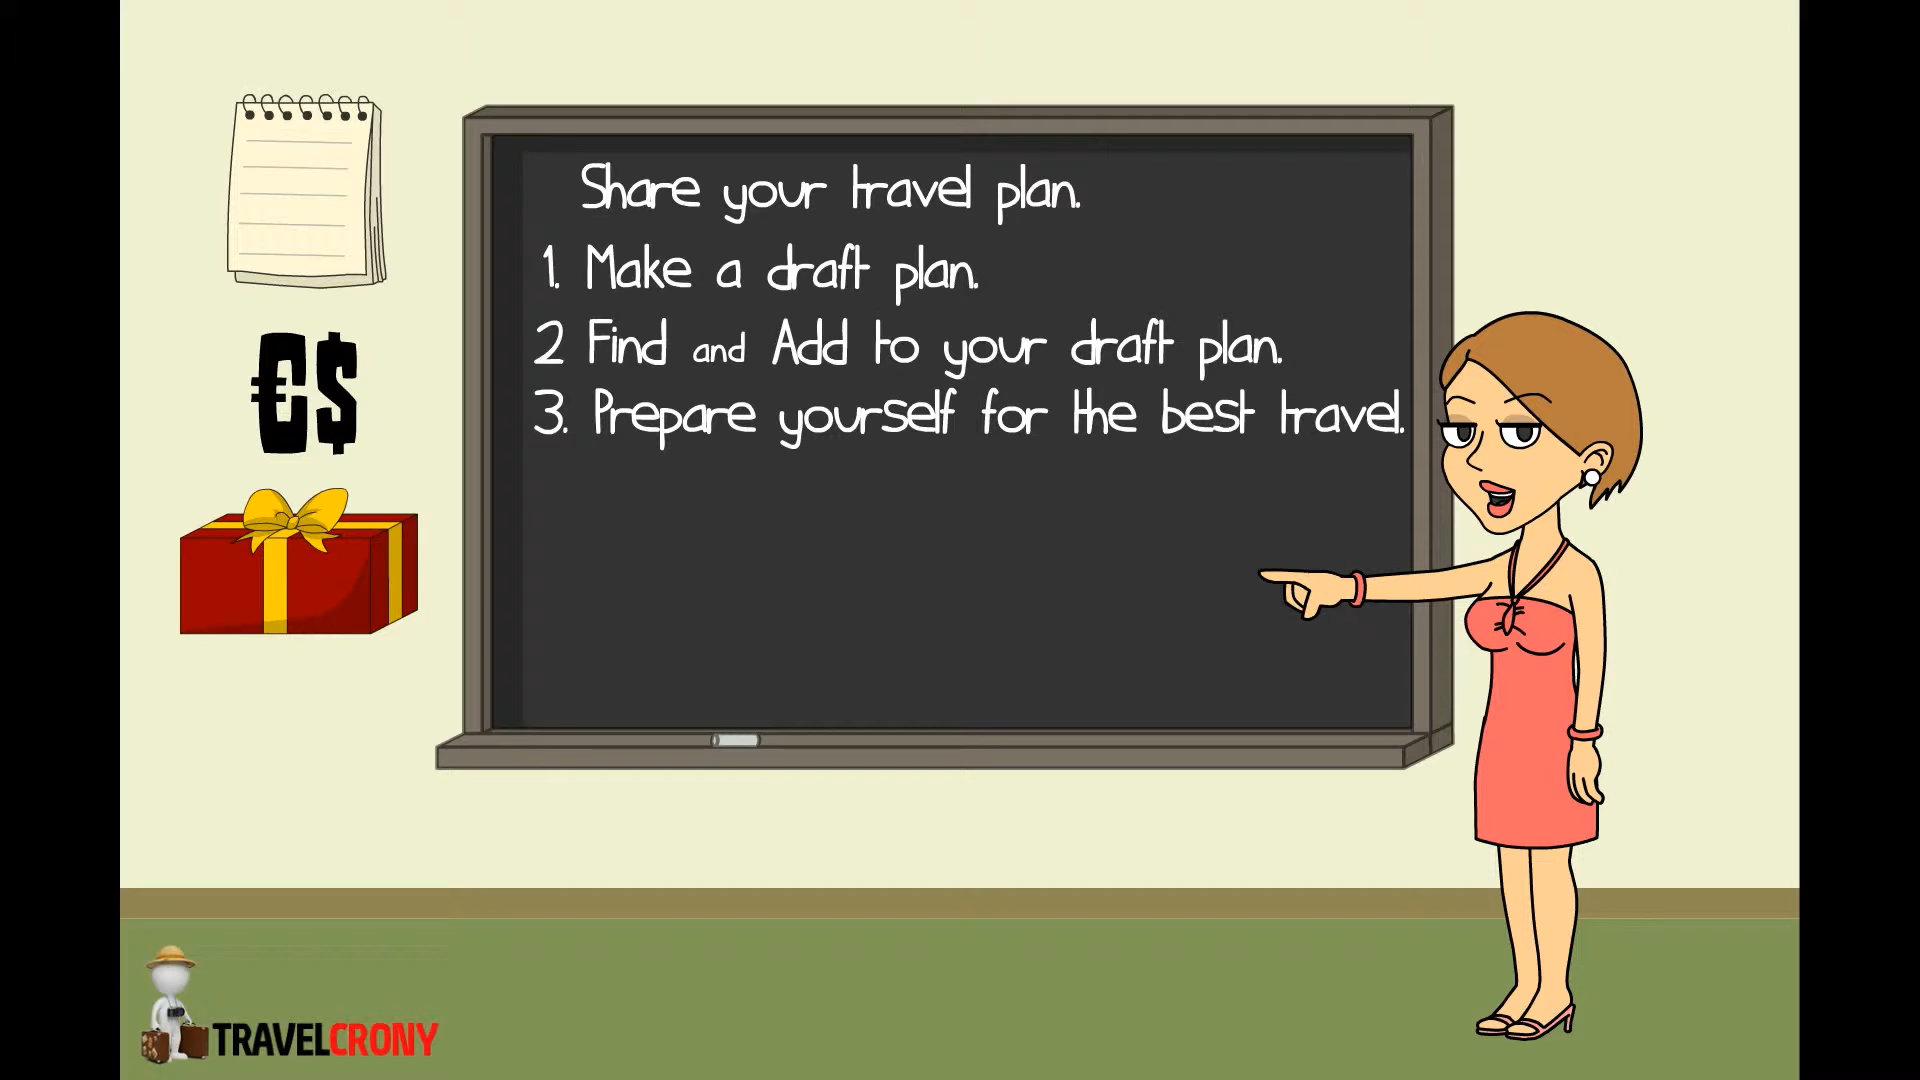 Share your travel plan.
1. Make a draft plan.
2 Find and Add to your draft plan.
3. Prepare yourself for the best travel.
€$
TRAVELCRONY